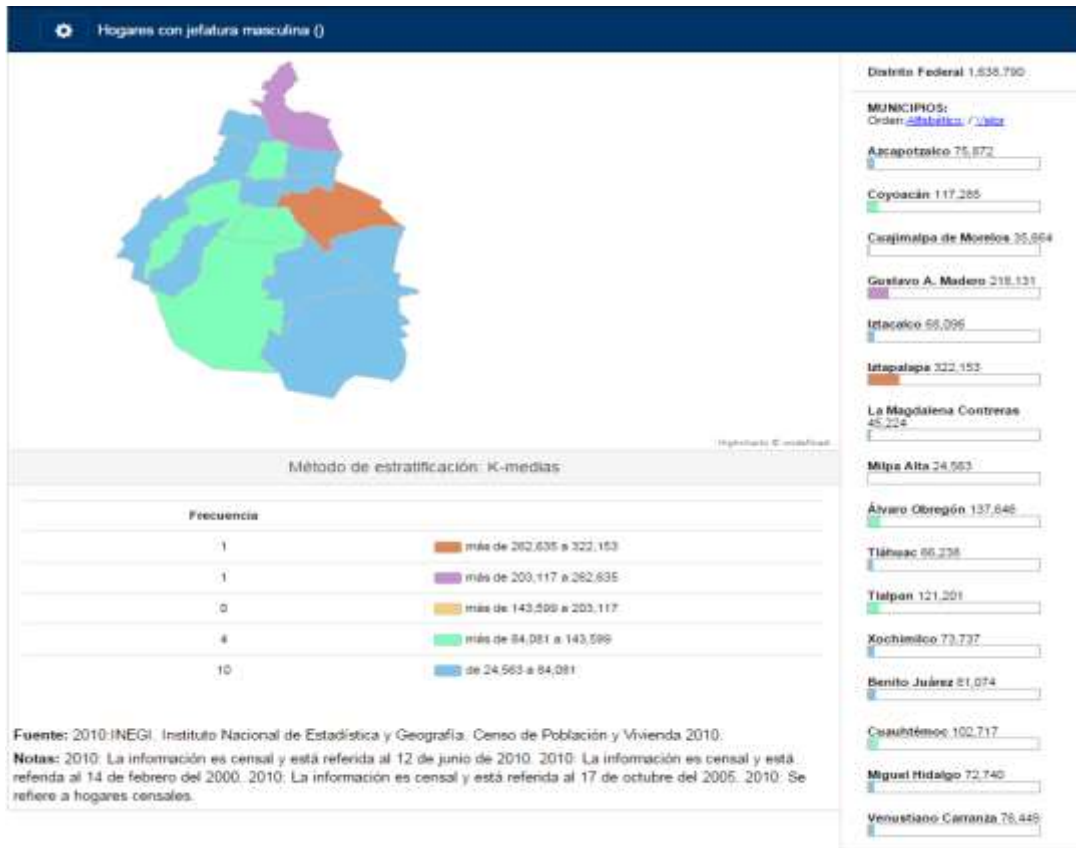 Hogares con jefatura masculina ()
Distrito Federal 1,638,790
MUNICIPIOS:
Orden: Alfabético / Valor
Azcapotzalco 75,872
Coyoacán 117,285
Cuajimalpa de Morelos 35,664
Gustavo A. Madero 218,131
Iztacalco 68,096
Iztapalapa 322,153
La Magdalena Contreras
45,224
Milpa Alta 24,563
Álvaro Obregón 137,646
Tláhuac 66,238
Tlalpan 121,201
Xochimilco 73,737
Benito Juárez 81,074
Cuauhtémoc 102,717
Miguel Hidalgo 72,740
Venustiano Carranza 76,449
Highcharts © undefined
Método de estratificación: K-medias
Frecuencia
1 más de 262,635 a 322,153
1 más de 203,117 a 262,635
0 más de 143,599 a 203,117
4 más de 84,081 a 143,599
10 de 24,563 a 84,081
Fuente: 2010:INEGI. Instituto Nacional de Estadística y Geografía. Censo de Población y Vivienda 2010.
Notas: 2010: La información es censal y está referida al 12 de junio de 2010. 2010: La información es censal y está
referida al 14 de febrero del 2000. 2010: La información es censal y está referida al 17 de octubre del 2005. 2010: Se
refiere a hogares censales.